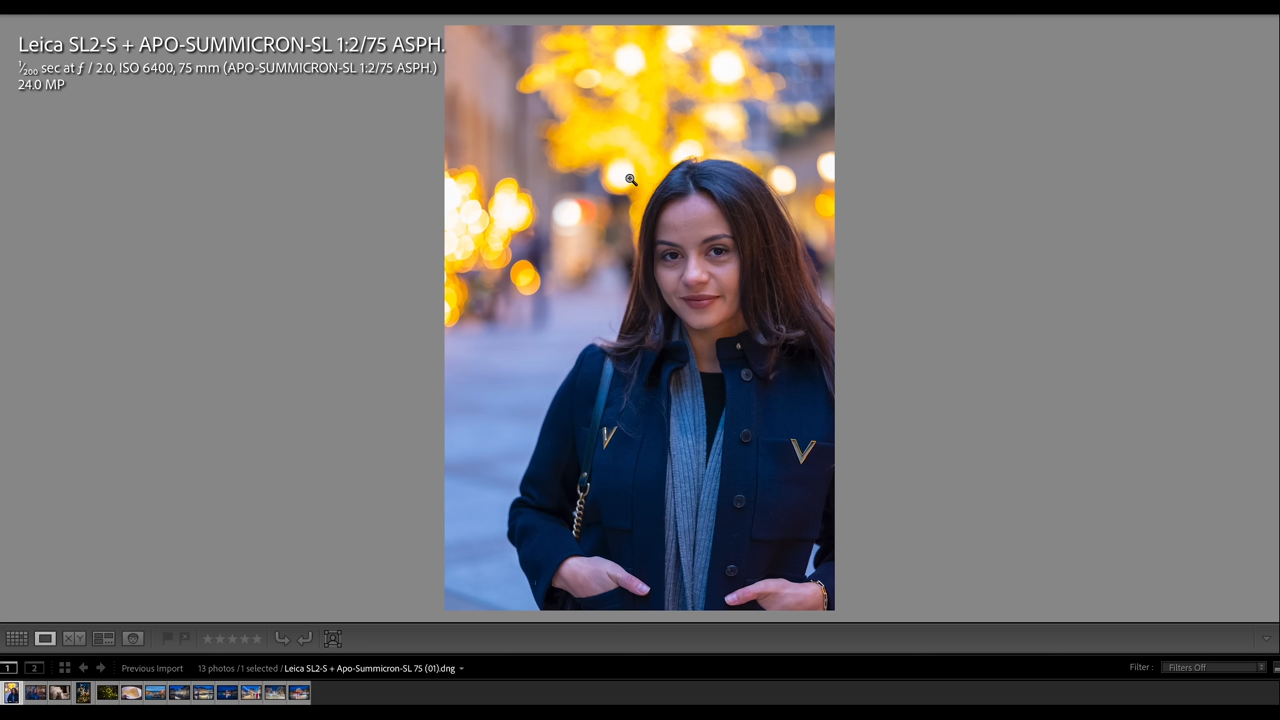 Leica SL2-S + APO-SUMMICRON-SL 1:2/75 ASPH.
1/200 sec at ƒ / 2.0, ISO 6400, 75 mm (APO-SUMMICRON-SL 1:2/75 ASPH.)
24.0 MP
V V
X Y
1 2 Previous Import 13 photos / 1 selected / Leica SL2-S + Apo-Summicron-SL 75 (01).dng Filter : Filters Off